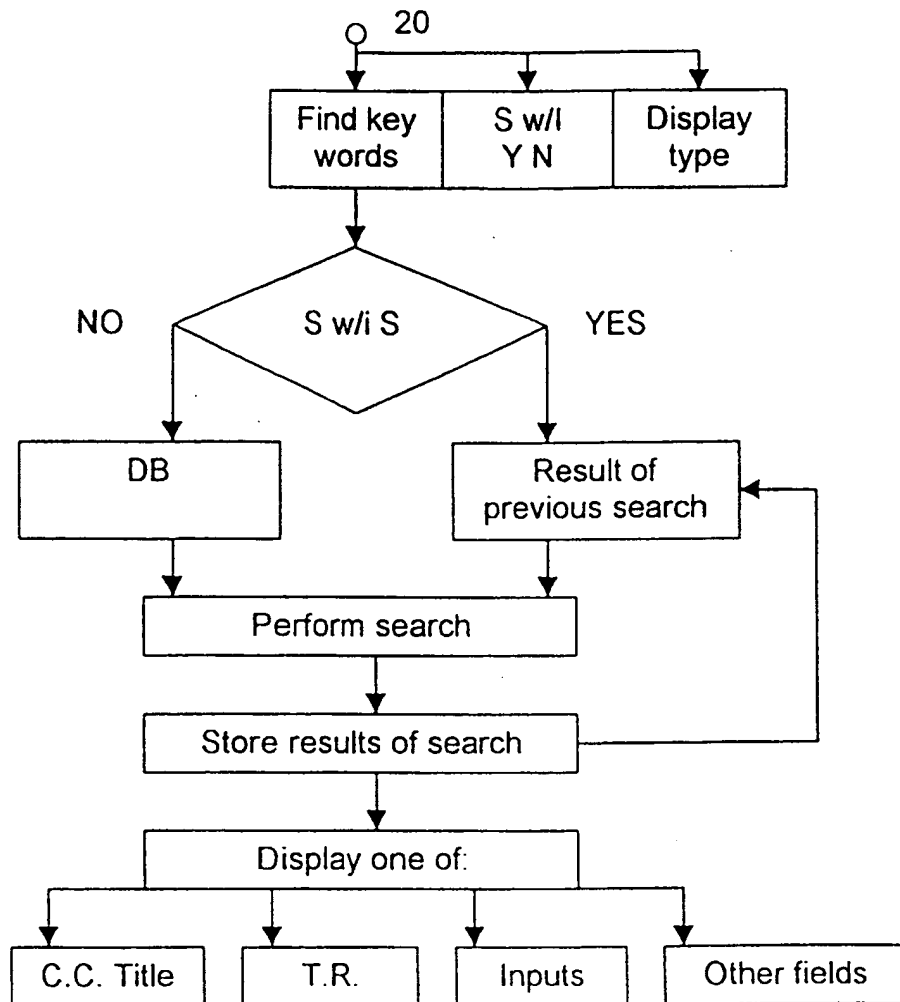 20
Find key
words
S w/I
Y N
Display
type
NO
S w/i S
YES
DB
Result of
previous search
Perform search
Store results of search
Display one of:
C.C. Title
T.R.
Inputs
Other fields